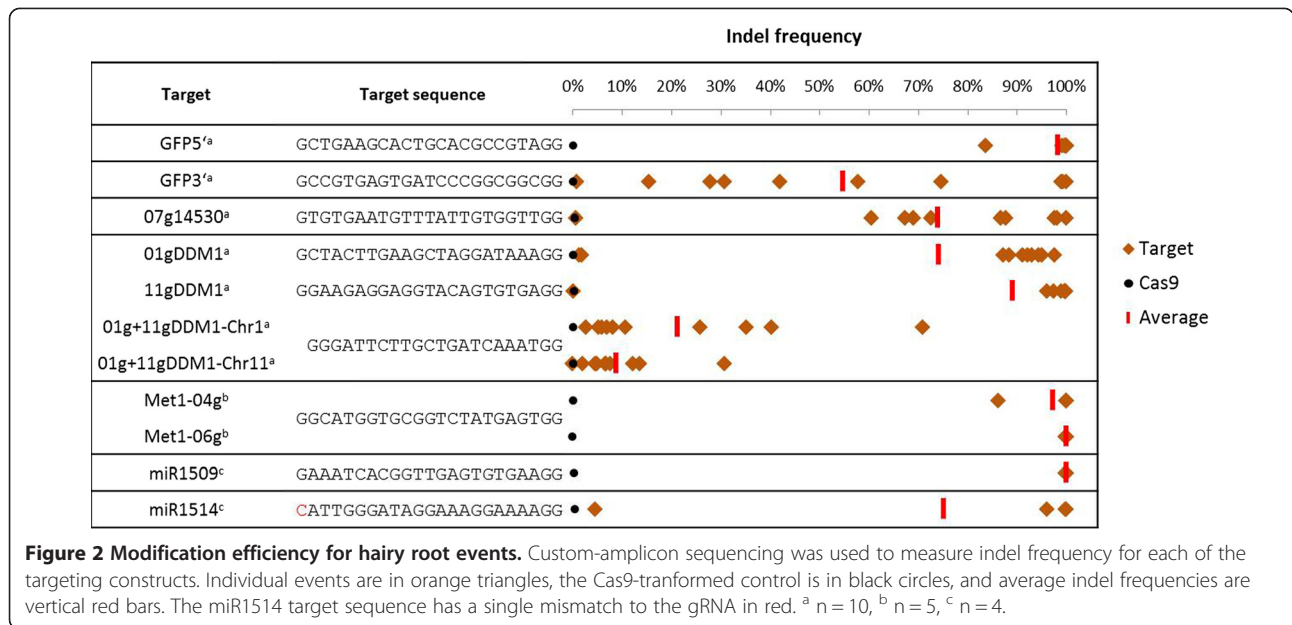 Indel frequency
Target Target sequence 0% 10% 20% 30% 40% 50% 60% 70% 80% 90% 100%
GFP5‘ᵃ GCTGAAGCACTGCACGCCGTAGG
GFP3‘ᵃ GCCGTGAGTGATCCCGGCGGCGG
07g14530ᵃ GTGTGAATGTTTATTGTGGTTGG
01gDDM1ᵃ GCTACTTGAAGCTAGGATAAAGG
11gDDM1ᵃ GGAAGAGGAGGTACAGTGTGAGG
01g+11gDDM1-Chr1ᵃ
GGGATTCTTGCTGATCAAATGG
01g+11gDDM1-Chr11ᵃ
Met1-04gᵇ
GGCATGGTGCGGTCTATGAGTGG
Met1-06gᵇ
miR1509ᶜ GAAATCACGGTTGAGTGTGAAGG
miR1514ᶜ CATTGGGATAGGAAAGGAAAAGG
Target
Cas9
Average
Figure 2 Modification efficiency for hairy root events. Custom-amplicon sequencing was used to measure indel frequency for each of the
targeting constructs. Individual events are in orange triangles, the Cas9-tranformed control is in black circles, and average indel frequencies are
vertical red bars. The miR1514 target sequence has a single mismatch to the gRNA in red. ᵃ n = 10, ᵇ n = 5, ᶜ n = 4.